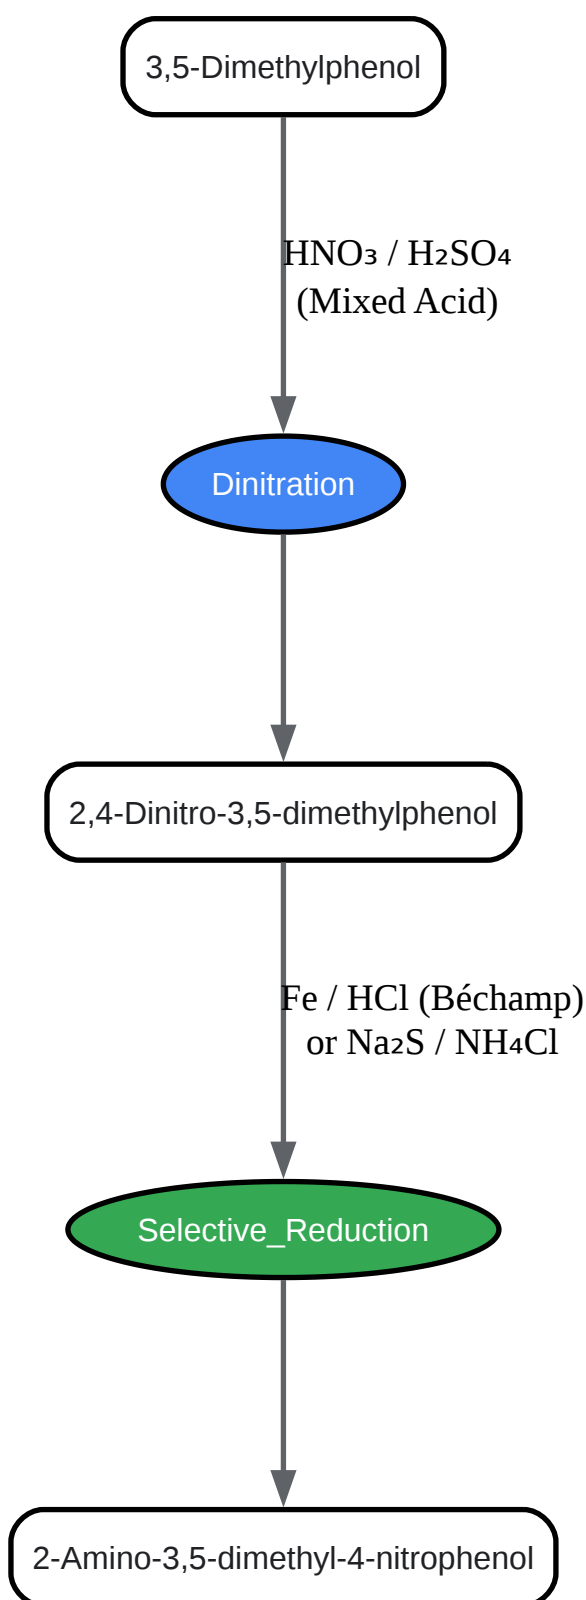 3,5-Dimethylphenol
HNO₃ / H₂SO₄
(Mixed Acid)
Dinitration
2,4-Dinitro-3,5-dimethylphenol
Fe / HCl (Béchamp)
or Na₂S / NH₄Cl
Selective_Reduction
2-Amino-3,5-dimethyl-4-nitrophenol